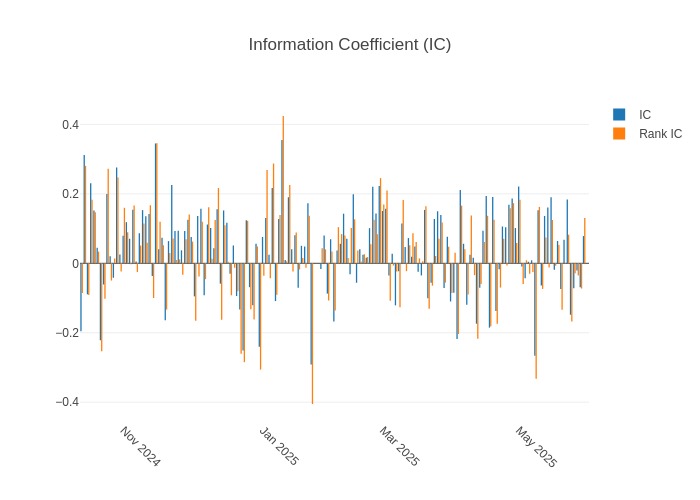 Information Coefficient (IC)
IC
Rank IC
0.4
0.2
0
−0.2
−0.4
Nov 2024
Jan 2025
Mar 2025
May 2025